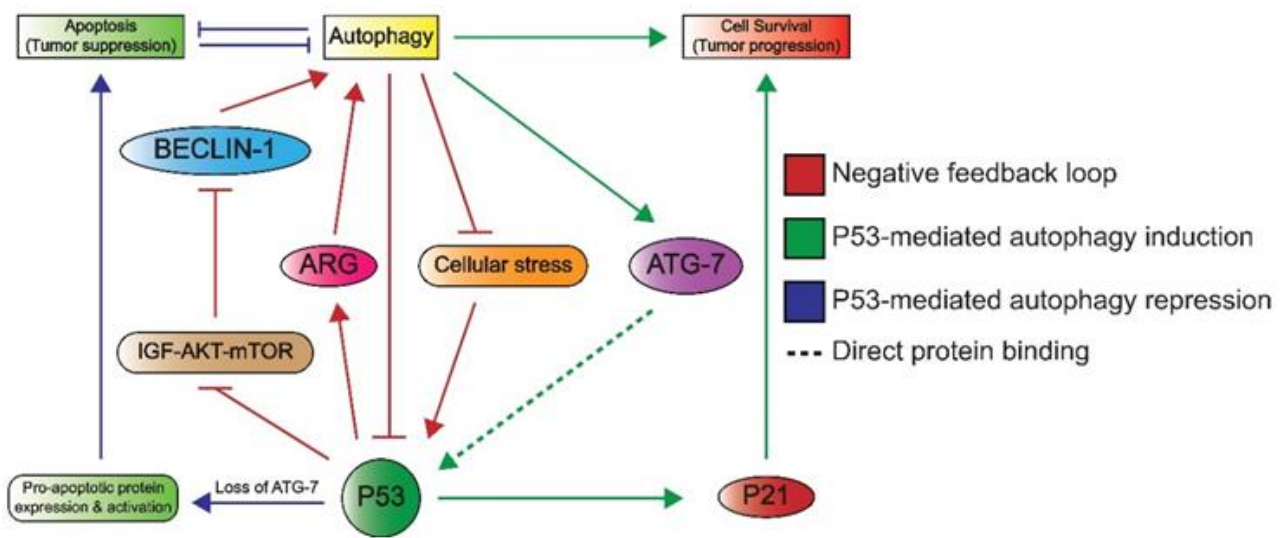 Apoptosis
(Tumor suppression)
Autophagy
Cell Survival
(Tumor progression)
BECLIN-1
ARG
Cellular stress
ATG-7
IGF-AKT-mTOR
Pro-apoptotic protein
expression & activation
Loss of ATG-7
P53
P21
Negative feedback loop
P53-mediated autophagy induction
P53-mediated autophagy repression
Direct protein binding